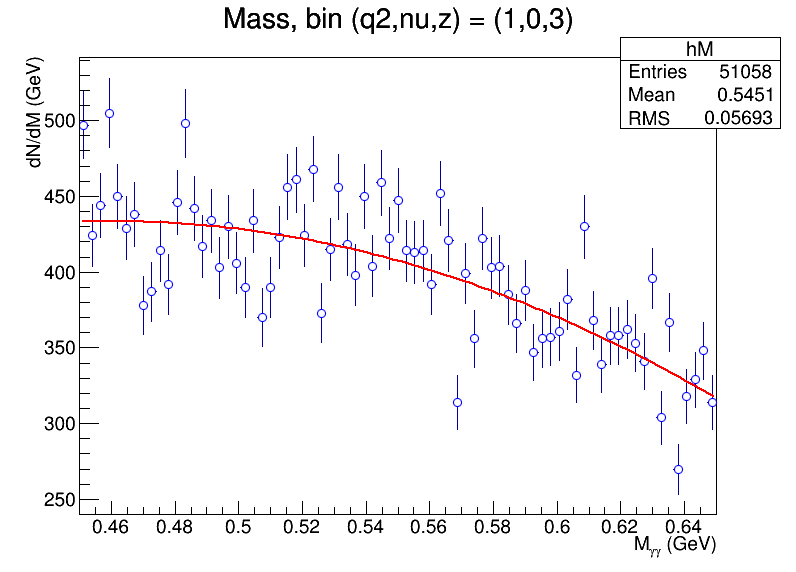 Mass, bin (q2,nu,z) = (1,0,3)
hM
Entries 51058
Mean 0.5451
RMS 0.05693
dN/dM (GeV)
500
450
400
350
300
250
0.46 0.48 0.5 0.52 0.54 0.56 0.58 0.6 0.62 0.64
Mγγ (GeV)